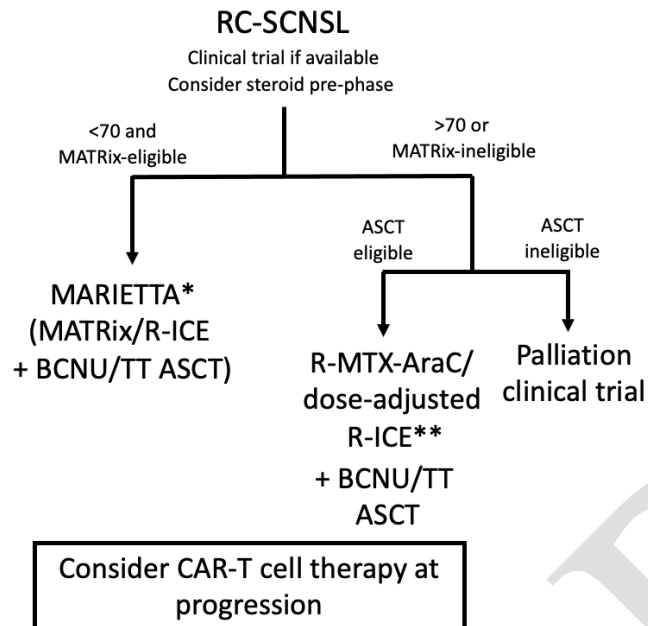 RC-SCNSL
Clinical trial if available
Consider steroid pre-phase
<70 and
MATRix-eligible
>70 or
MATRix-ineligible
ASCT
eligible
ASCT
ineligible
MARIETTA*
(MATRix/R-ICE
+ BCNU/TT ASCT)
R-MTX-AraC/
dose-adjusted
R-ICE**
+ BCNU/TT
ASCT
Palliation
clinical trial
Consider CAR-T cell therapy at
progression